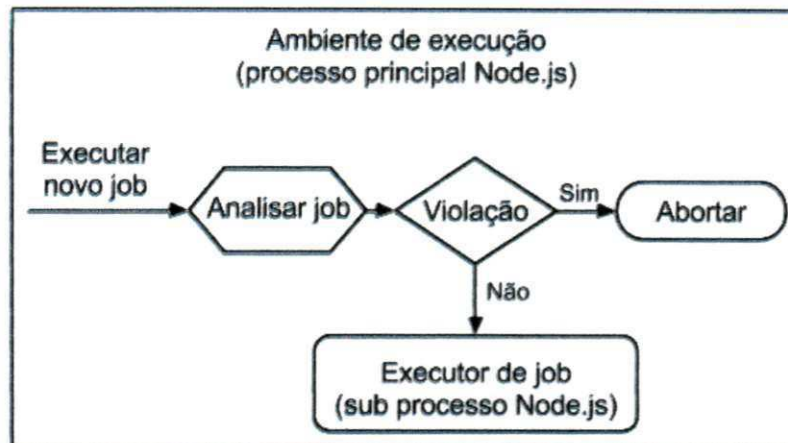 Ambiente de execução
(processo principal Node.js)
Executar
novo job
Analisar job
Violação
Sim
Abortar
Não
Executor de job
(sub processo Node.js)